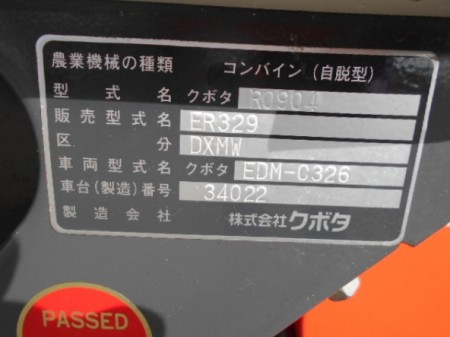 農業機械の種類 コンバイン(自脱型)
型式名 クボタ R0904
販売型式名 ER329
区分 DXMW
車両型式名 クボタ EDM-C326
車台(製造)番号 34022
製造会社 株式会社クボタ
PASSED